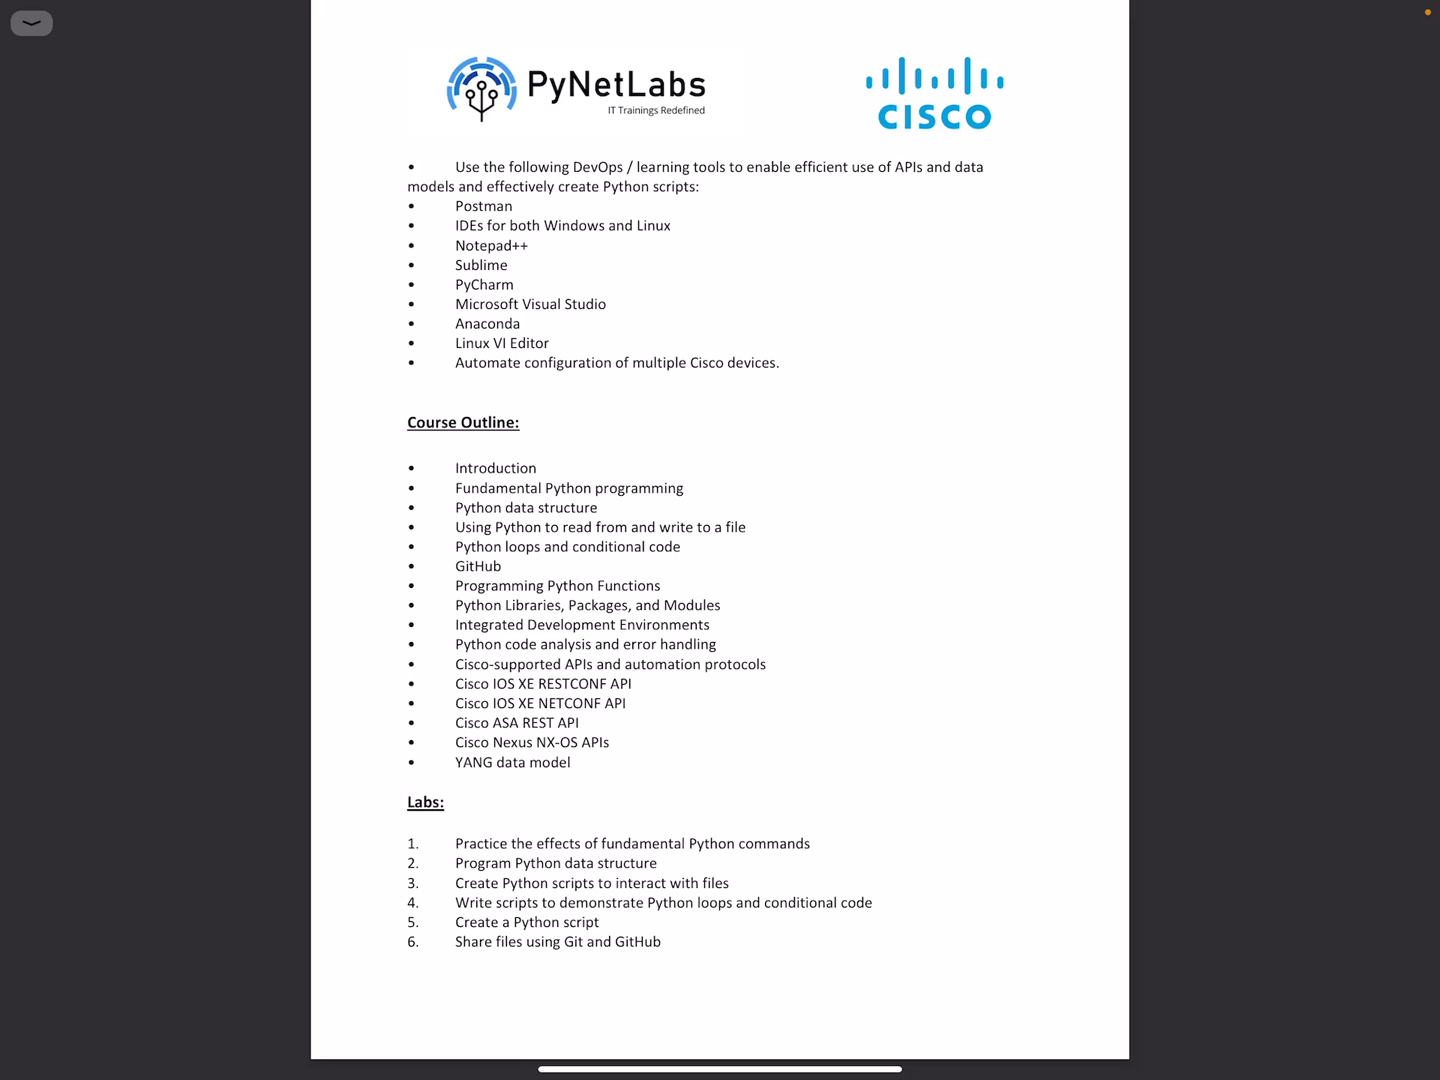 PyNetLabs
IT Trainings Redefined
CISCO
• Use the following DevOps / learning tools to enable efficient use of APIs and data
models and effectively create Python scripts:
• Postman
• IDEs for both Windows and Linux
• Notepad++
• Sublime
• PyCharm
• Microsoft Visual Studio
• Anaconda
• Linux VI Editor
• Automate configuration of multiple Cisco devices.
Course Outline:
• Introduction
• Fundamental Python programming
• Python data structure
• Using Python to read from and write to a file
• Python loops and conditional code
• GitHub
• Programming Python Functions
• Python Libraries, Packages, and Modules
• Integrated Development Environments
• Python code analysis and error handling
• Cisco-supported APIs and automation protocols
• Cisco IOS XE RESTCONF API
• Cisco IOS XE NETCONF API
• Cisco ASA REST API
• Cisco Nexus NX-OS APIs
• YANG data model
Labs:
1. Practice the effects of fundamental Python commands
2. Program Python data structure
3. Create Python scripts to interact with files
4. Write scripts to demonstrate Python loops and conditional code
5. Create a Python script
6. Share files using Git and GitHub